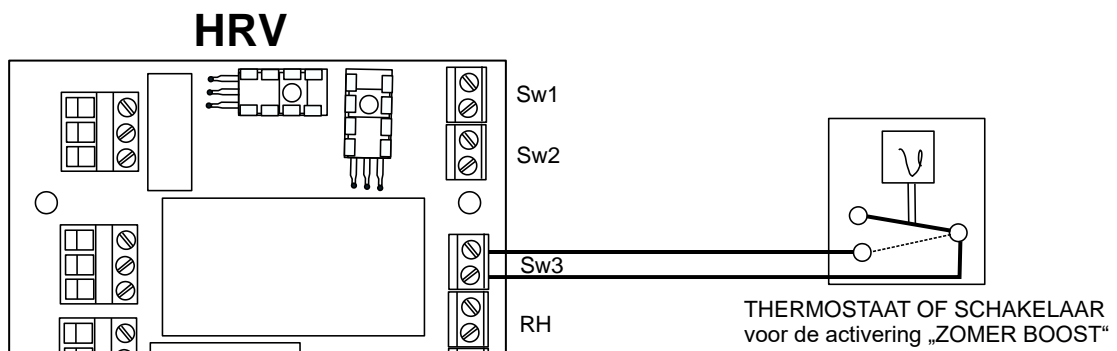 HRV
Sw1
Sw2
Sw3
RH
THERMOSTAAT OF SCHAKELAAR
voor de activering „ZOMER BOOST“